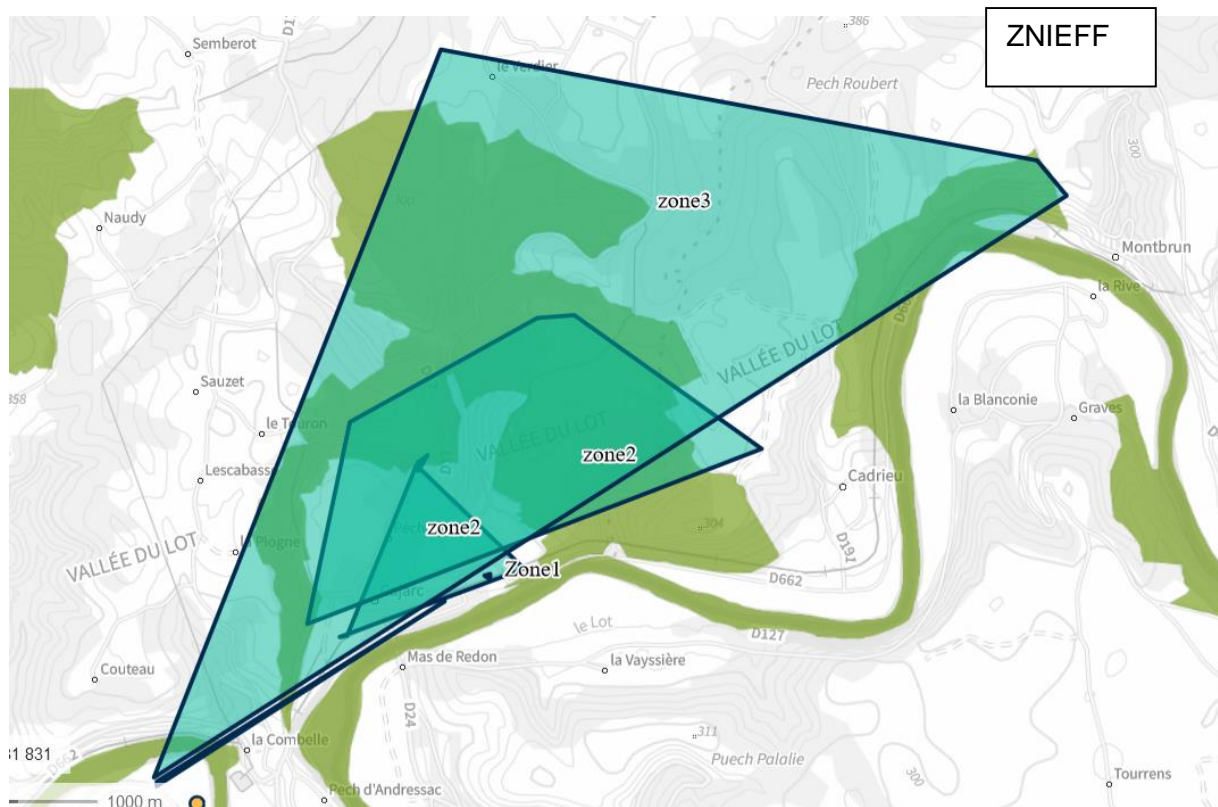 ZNIEFF
386
Semberot
le Verdier
Pech Roubert
300
zone3
Naudy
Montbrun
la Rive
VALLÉE DU LOT
Sauzet
358
la Blanconie
Graves
le Touron
VALLÉE DU LOT
zone2
Lescabasse
Cadrieu
zone2
304
D191
la Plogne
VALLÉE DU LOT
Zone1
D662
le Lot
D127
Mas de Redon
la Vayssière
Couteau
D24
311
la Combelle
Puech Palalie
300
31 831
D662
Tourrens
Pech d'Andressac
1000 m